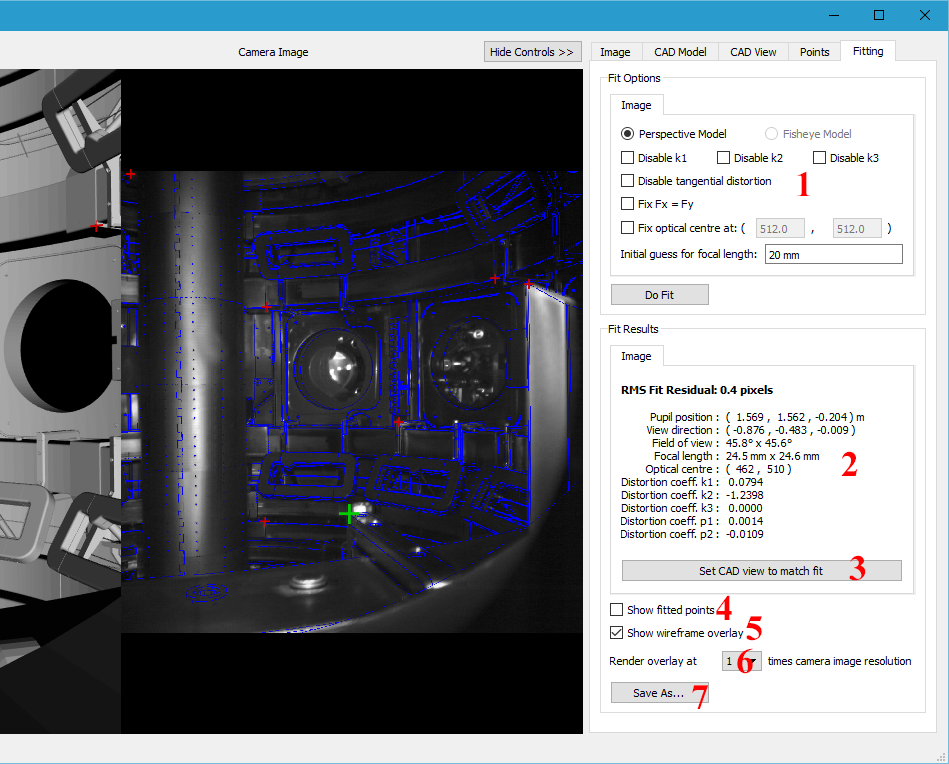 Camera Image
Hide Controls >>
Image CAD Model CAD View Points Fitting
Fit Options
Image
Perspective Model Fisheye Model
Disable k1 Disable k2 Disable k3
Disable tangential distortion
1
Fix Fx = Fy
Fix optical centre at: ( 512.0 , 512.0 )
Initial guess for focal length: 20 mm
Do Fit
Fit Results
Image
RMS Fit Residual: 0.4 pixels
Pupil position : ( 1.569 , 1.562 , -0.204 ) m
View direction : ( -0.876 , -0.483 , -0.009 )
Field of view : 45.8° x 45.6°
Focal length : 24.5 mm x 24.6 mm
2
Optical centre : ( 462 , 510 )
Distortion coeff. k1 : 0.0794
Distortion coeff. k2 : -1.2398
Distortion coeff. k3 : 0.0000
Distortion coeff. p1 : 0.0014
Distortion coeff. p2 : -0.0109
Set CAD view to match fit 3
Show fitted points 4
Show wireframe overlay 5
Render overlay at 1 6 times camera image resolution
Save As... 7